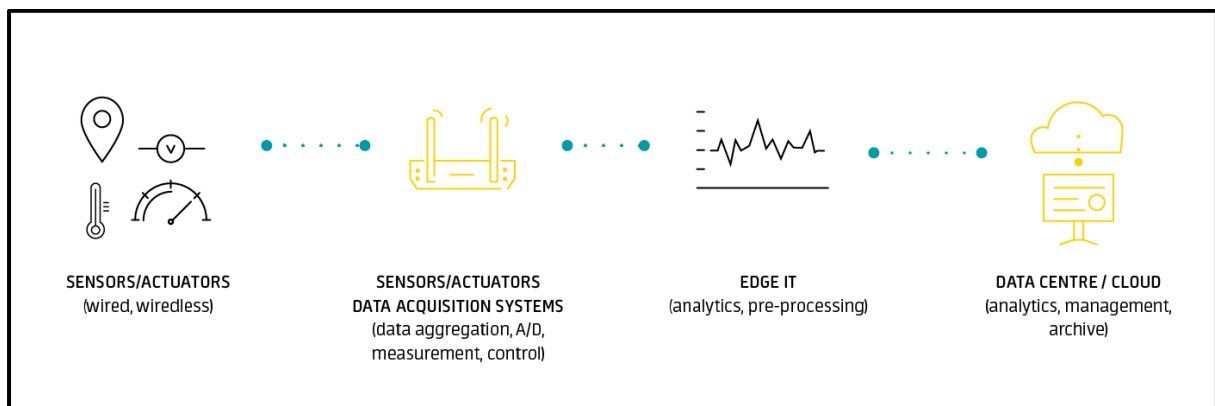 V
SENSORS/ACTUATORS
(wired, wiredless)
SENSORS/ACTUATORS
DATA ACQUISITION SYSTEMS
(data aggregation, A/D,
measurement, control)
EDGE IT
(analytics, pre-processing)
DATA CENTRE / CLOUD
(analytics, management,
archive)